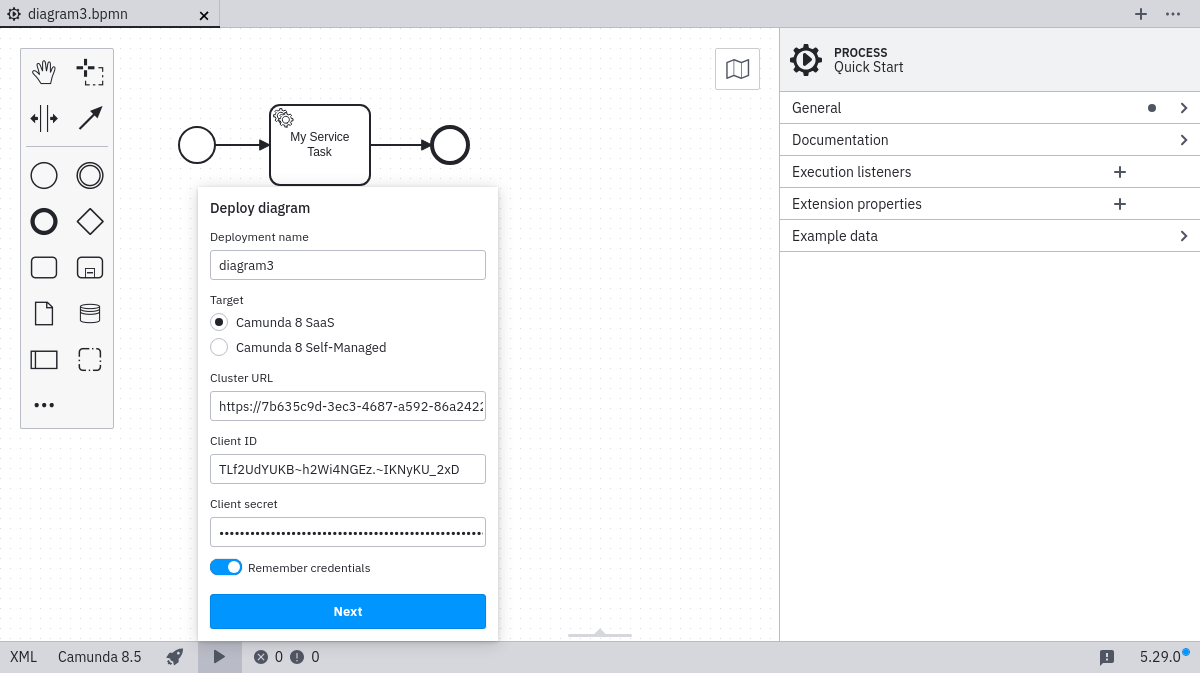 diagram3.bpmn
My Service
Task
Deploy diagram
Deployment name
diagram3
Target
Camunda 8 SaaS
Camunda 8 Self-Managed
Cluster URL
https://7b635c9d-3ec3-4687-a592-86a2422
Client ID
TLf2UdYUKB~h2Wi4NGEz.~IKNyKU_2xD
Client secret
Remember credentials
Next
PROCESS
Quick Start
General
Documentation
Execution listeners
Extension properties
Example data
XML Camunda 8.5 0 0 5.29.0